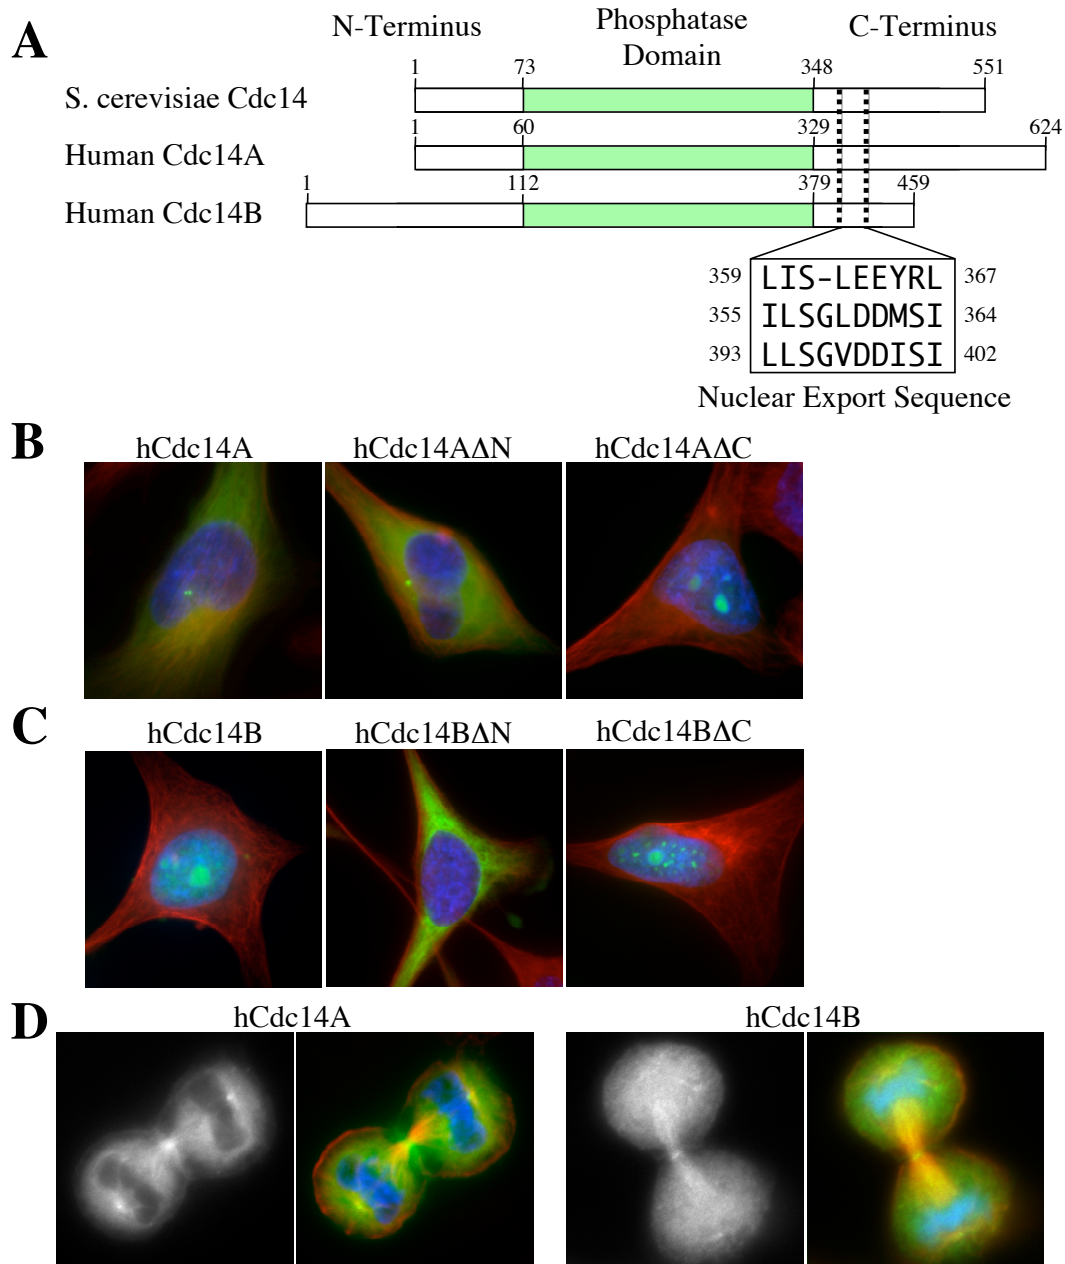 A
N-Terminus Phosphatase Domain C-Terminus
1 73 348 551
S. cerevisiae Cdc14
1 60 329 624
Human Cdc14A
1 112 379 459
Human Cdc14B
359 LIS-LEEYRL 367
355 ILSGLDDMSI 364
393 LLSGVDDISI 402
Nuclear Export Sequence
B
hCdc14A hCdc14AΔN hCdc14AΔC
C
hCdc14B hCdc14BΔN hCdc14BΔC
D
hCdc14A hCdc14B